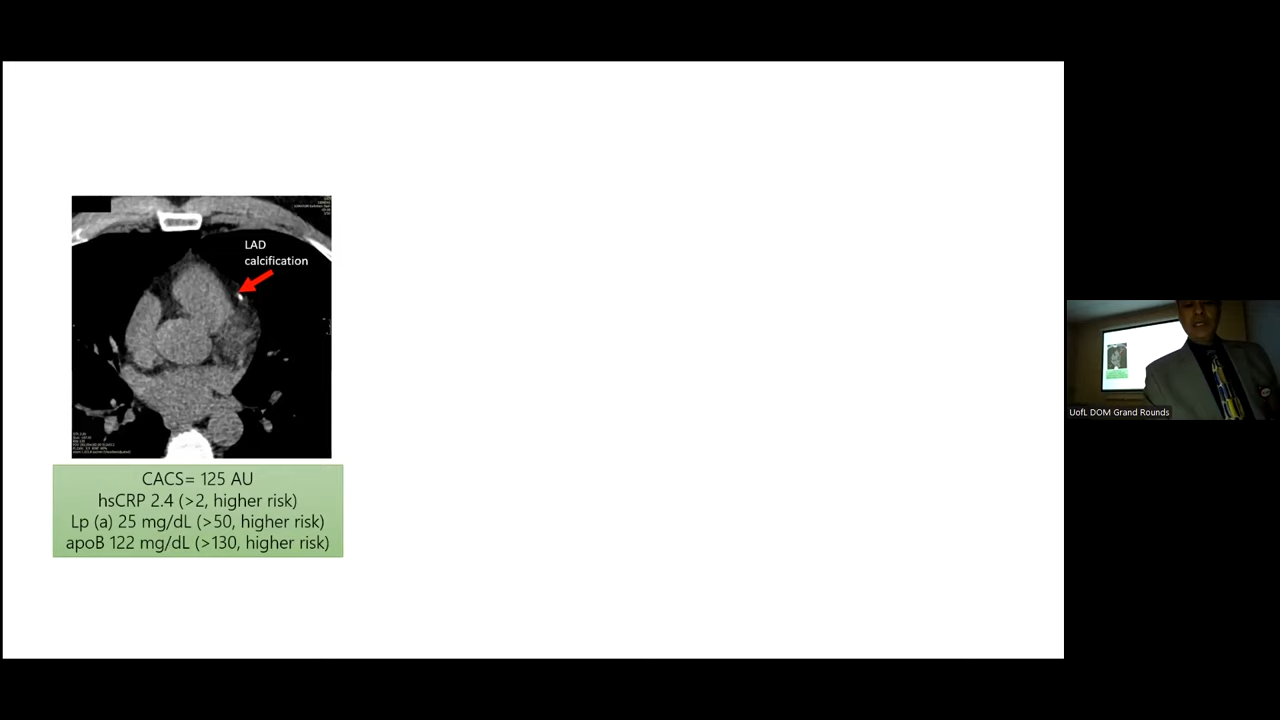 LAD
calcification
CACS= 125 AU
hsCRP 2.4 (>2, higher risk)
Lp (a) 25 mg/dL (>50, higher risk)
apoB 122 mg/dL (>130, higher risk)
UofL DOM Grand Rounds